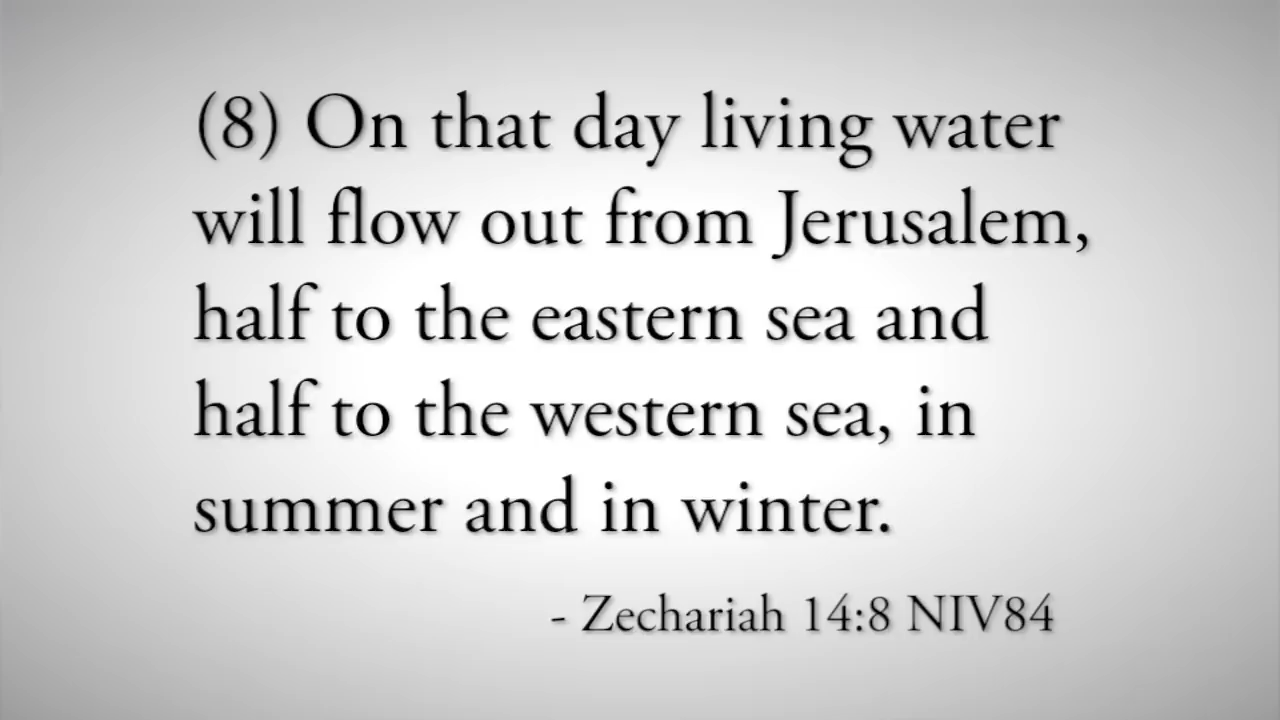 (8) On that day living water
will flow out from Jerusalem,
half to the eastern sea and
half to the western sea, in
summer and in winter.
- Zechariah 14:8 NIV84